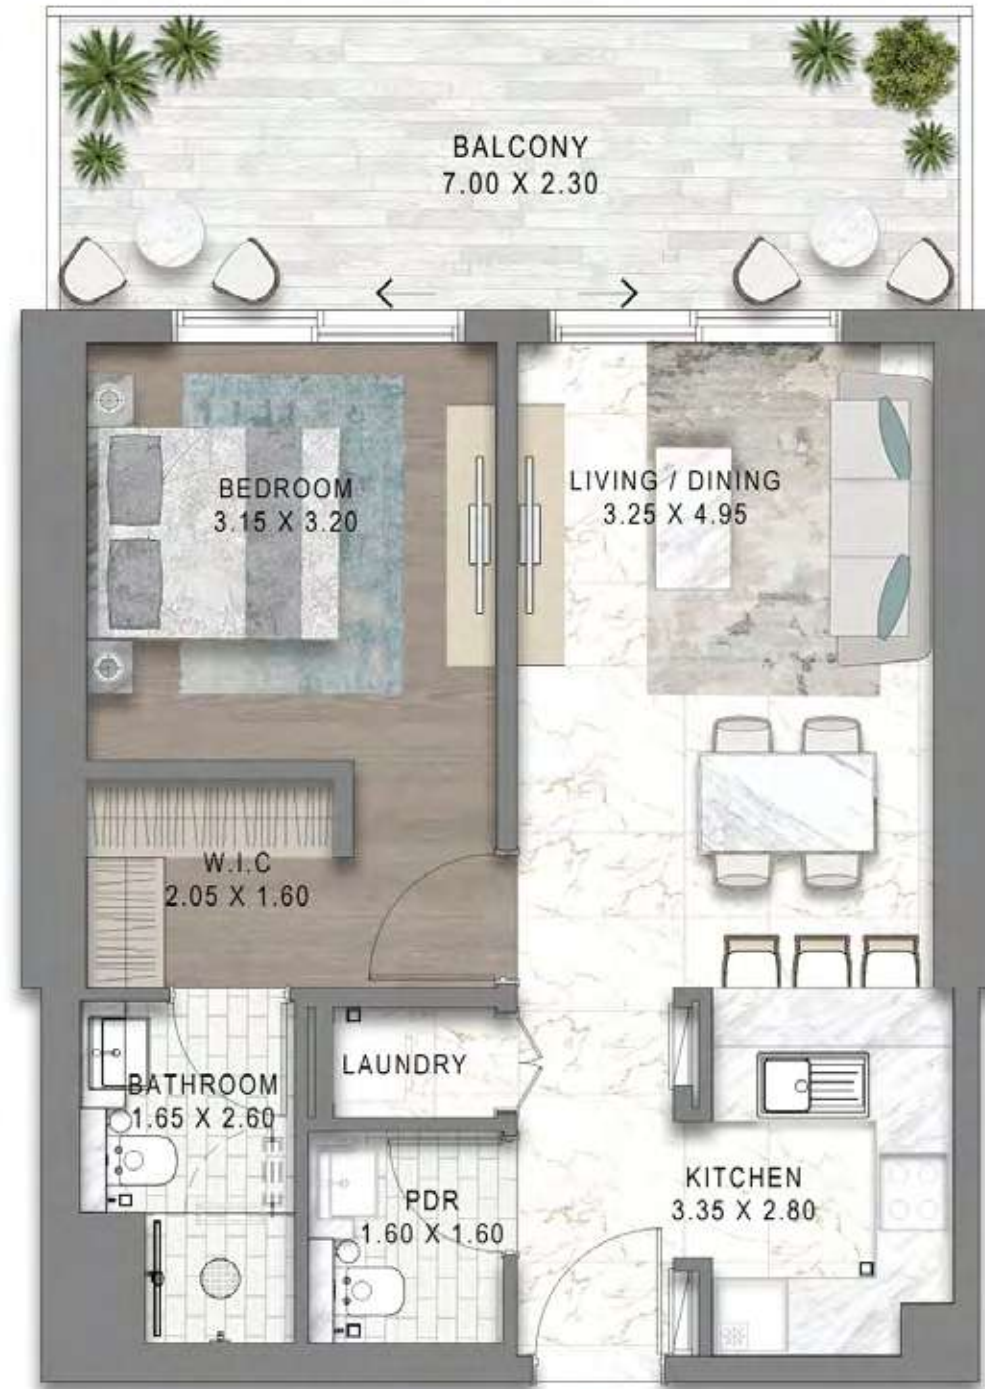 BALCONY
7.00 X 2.30
BEDROOM
3.15 X 3.20
LIVING / DINING
3.25 X 4.95
W.I.C
2.05 X 1.60
LAUNDRY
BATHROOM
1.65 X 2.60
PDR
1.60 X 1.60
KITCHEN
3.35 X 2.80